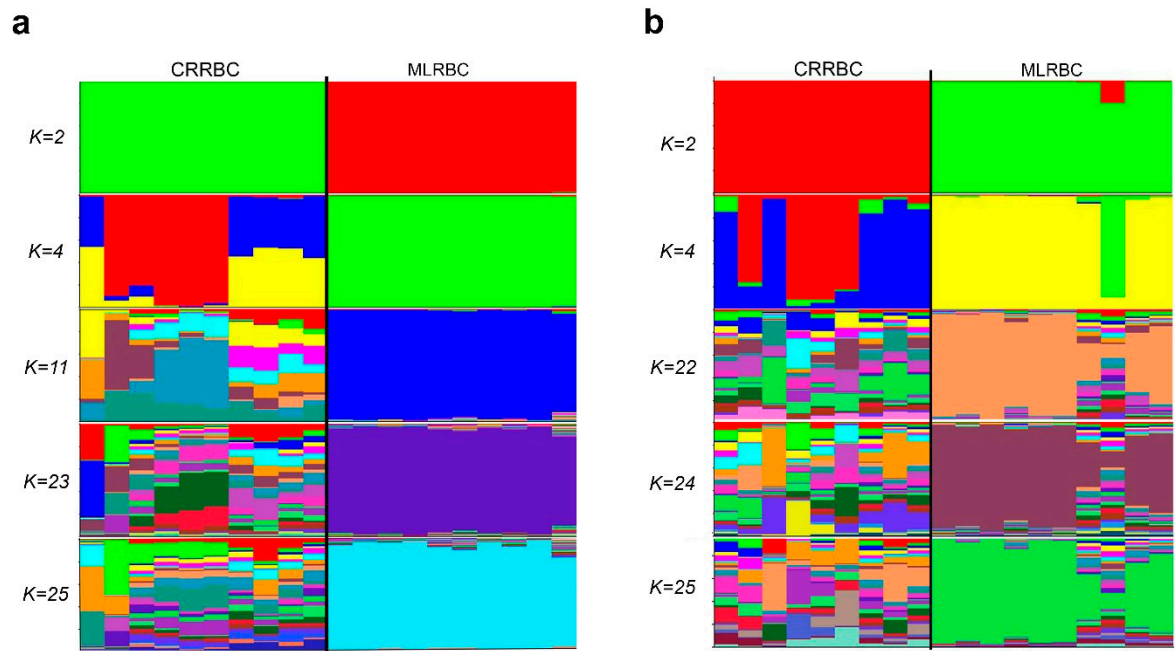 a
CRRBC MLRBC
K=2
K=4
K=11
K=23
K=25
b
CRRBC MLRBC
K=2
K=4
K=22
K=24
K=25